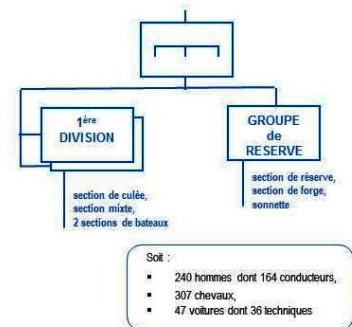 1ère
DIVISION
GROUPE
de
RESERVE
section de culée,
section mixte,
2 sections de bateaux
section de réserve,
section de forge,
sonnette
Soit :
▪ 240 hommes dont 164 conducteurs,
▪ 307 chevaux,
▪ 47 voitures dont 36 techniques